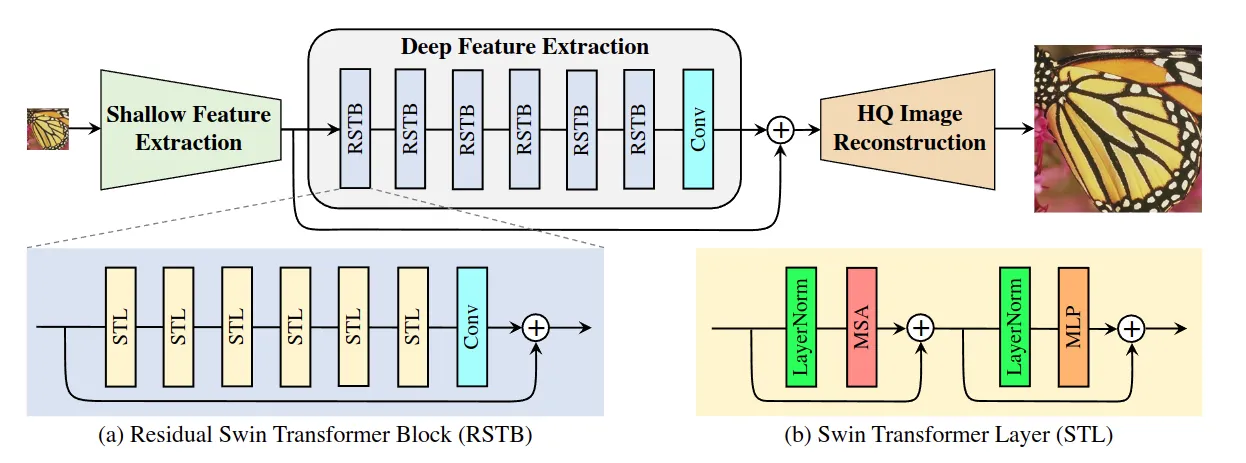 Deep Feature Extraction
Shallow Feature
Extraction
RSTB
RSTB
RSTB
RSTB
RSTB
RSTB
Conv
+
HQ Image
Reconstruction
STL
STL
STL
STL
STL
STL
Conv
+
(a) Residual Swin Transformer Block (RSTB)
LayerNorm
MSA
+
LayerNorm
MLP
+
(b) Swin Transformer Layer (STL)